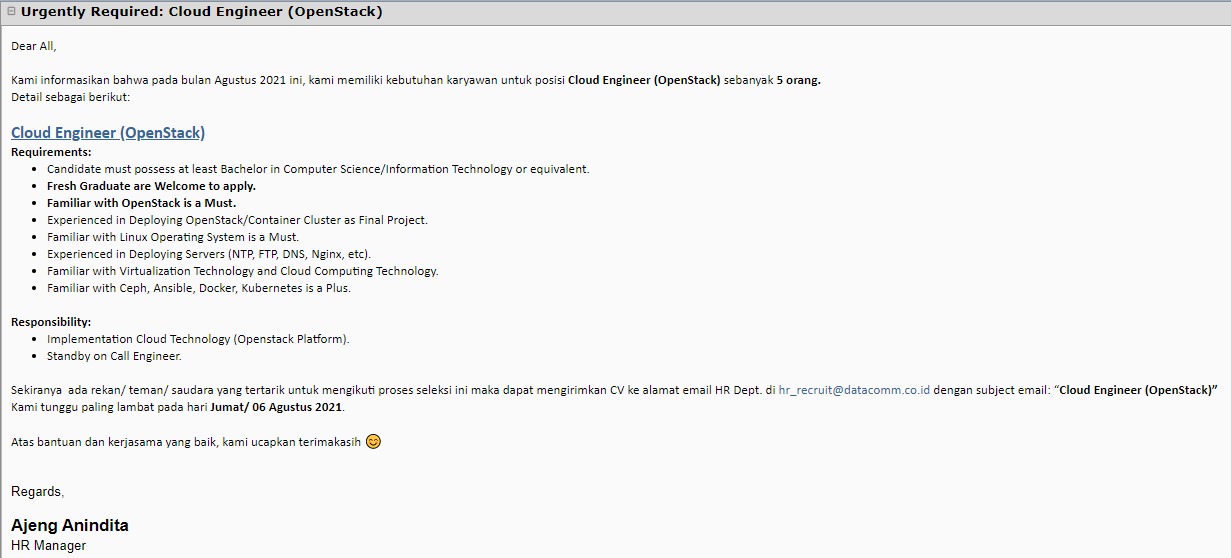 Urgently Required: Cloud Engineer (OpenStack)
Dear All,
Kami informasikan bahwa pada bulan Agustus 2021 ini, kami memiliki kebutuhan karyawan untuk posisi Cloud Engineer (OpenStack) sebanyak 5 orang.
Detail sebagai berikut:
Cloud Engineer (OpenStack)
Requirements:
• Candidate must possess at least Bachelor in Computer Science/Information Technology or equivalent.
• Fresh Graduate are Welcome to apply.
• Familiar with OpenStack is a Must.
• Experienced in Deploying OpenStack/Container Cluster as Final Project.
• Familiar with Linux Operating System is a Must.
• Experienced in Deploying Servers (NTP, FTP, DNS, Nginx, etc).
• Familiar with Virtualization Technology and Cloud Computing Technology.
• Familiar with Ceph, Ansible, Docker, Kubernetes is a Plus.
Responsibility:
• Implementation Cloud Technology (Openstack Platform).
• Standby on Call Engineer.
Sekiranya  ada rekan/ teman/ saudara yang tertarik untuk mengikuti proses seleksi ini maka dapat mengirimkan CV ke alamat email HR Dept. di hr_recruit@datacomm.co.id dengan subject email: “Cloud Engineer (OpenStack)”
Kami tunggu paling lambat pada hari Jumat/ 06 Agustus 2021.
Atas bantuan dan kerjasama yang baik, kami ucapkan terimakasih 😊
Regards,
Ajeng Anindita
HR Manager